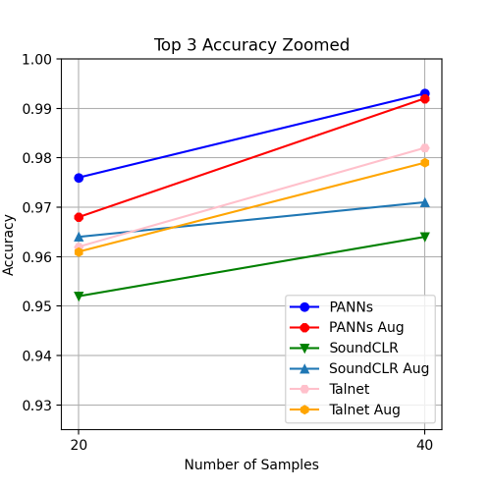 Top 3 Accuracy Zoomed
1.00
0.99
0.98
0.97
0.96
0.95
0.94
0.93
Accuracy
20
40
Number of Samples
PANNs
PANNs Aug
SoundCLR
SoundCLR Aug
Talnet
Talnet Aug